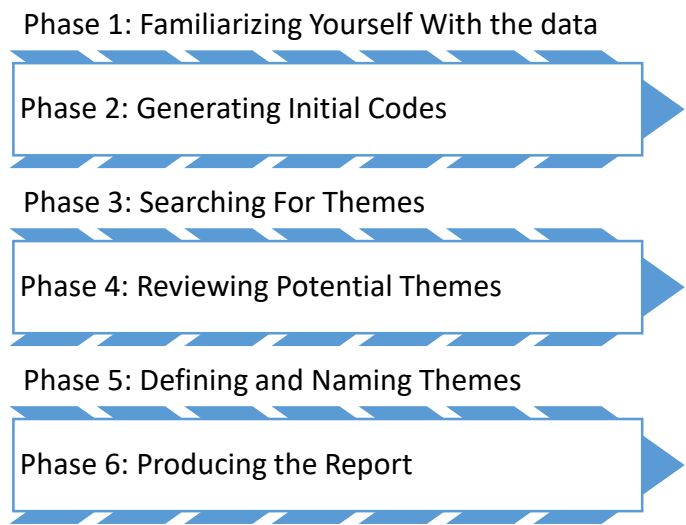 Phase 1: Familiarizing Yourself With the data
Phase 2: Generating Initial Codes
Phase 3: Searching For Themes
Phase 4: Reviewing Potential Themes
Phase 5: Defining and Naming Themes
Phase 6: Producing the Report